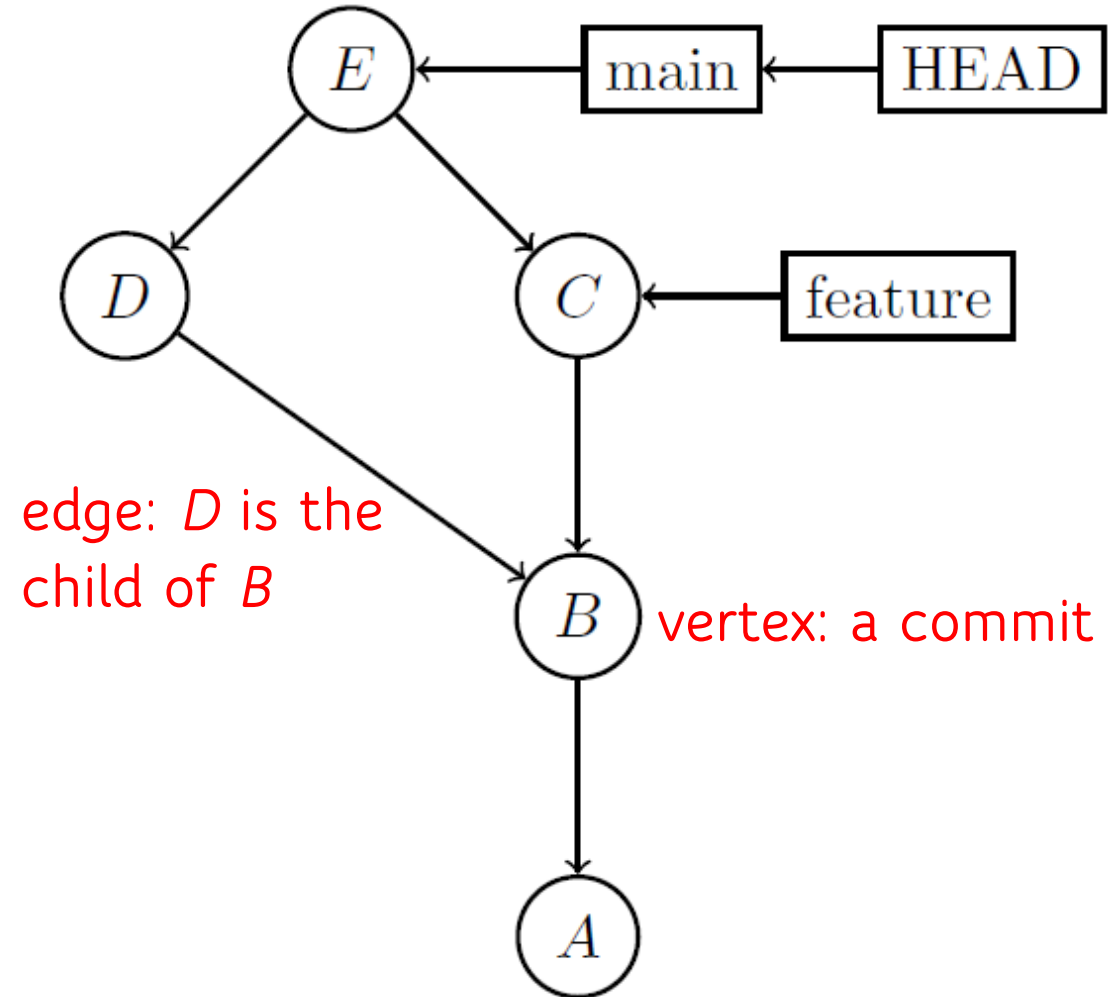 E main HEAD
D C feature
edge: D is the
child of B
B vertex: a commit
A